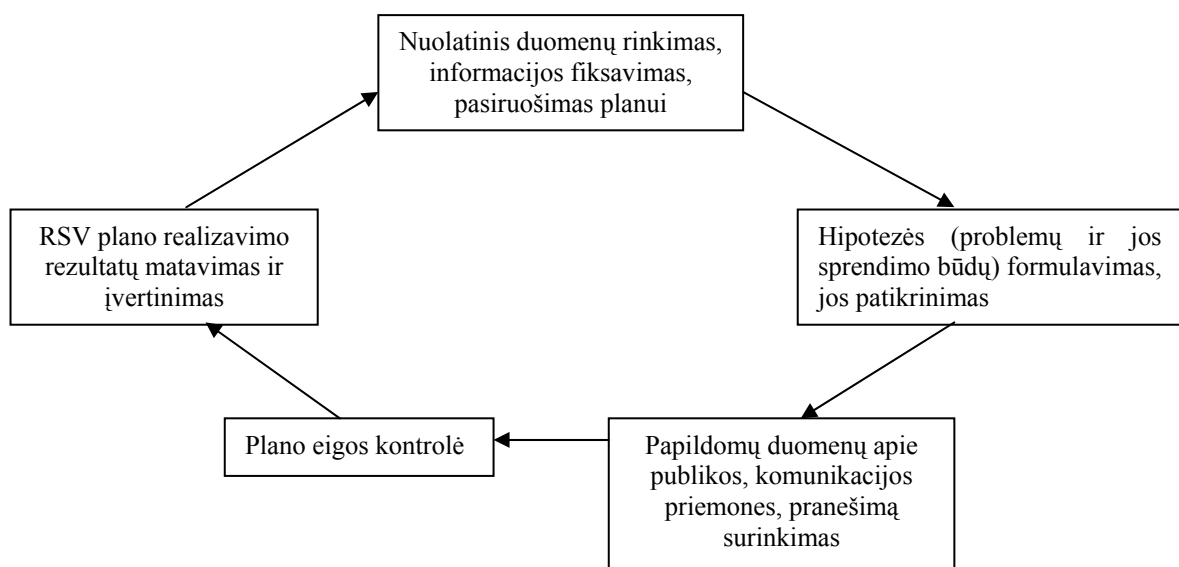 Nuolatinis duomenų rinkimas,
informacijos fiksavimas,
pasiruošimas planui
RSV plano realizavimo
rezultatų matavimas ir
įvertinimas
Hipotezės (problemų ir jos
sprendimo būdų) formulavimas,
jos patikrinimas
Plano eigos kontrolė
Papildomų duomenų apie
publikos, komunikacijos
priemones, pranešimą
surinkimas